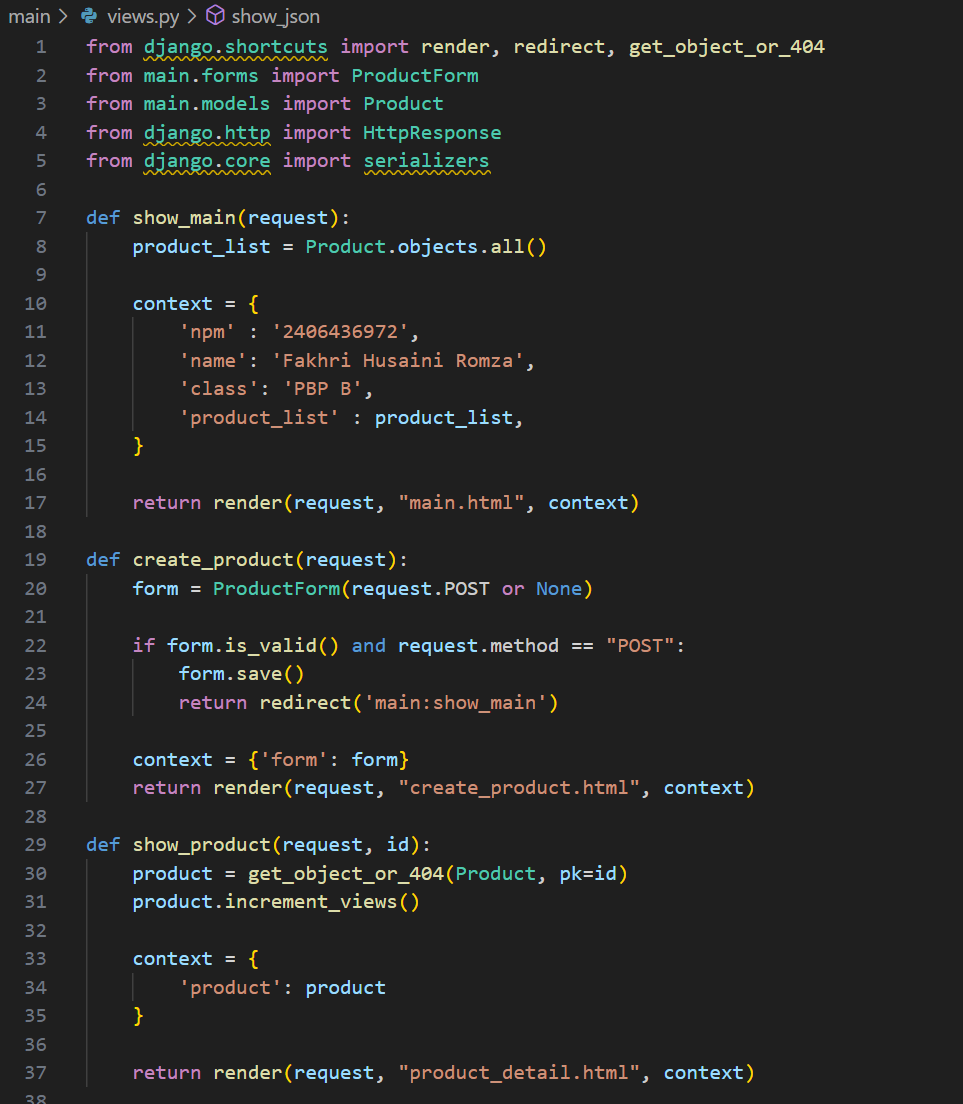 main > views.py > show_json
1 from django.shortcuts import render, redirect, get_object_or_404
2 from main.forms import ProductForm
3 from main.models import Product
4 from django.http import HttpResponse
5 from django.core import serializers
6
7 def show_main(request):
8     product_list = Product.objects.all()
9
10     context = {
11         'npm' : '2406436972',
12         'name': 'Fakhri Husaini Romza',
13         'class': 'PBP B',
14         'product_list' : product_list,
15     }
16
17     return render(request, "main.html", context)
18
19 def create_product(request):
20     form = ProductForm(request.POST or None)
21
22     if form.is_valid() and request.method == "POST":
23         form.save()
24         return redirect('main:show_main')
25
26     context = {'form': form}
27     return render(request, "create_product.html", context)
28
29 def show_product(request, id):
30     product = get_object_or_404(Product, pk=id)
31     product.increment_views()
32
33     context = {
34         'product': product
35     }
36
37     return render(request, "product_detail.html", context)
38